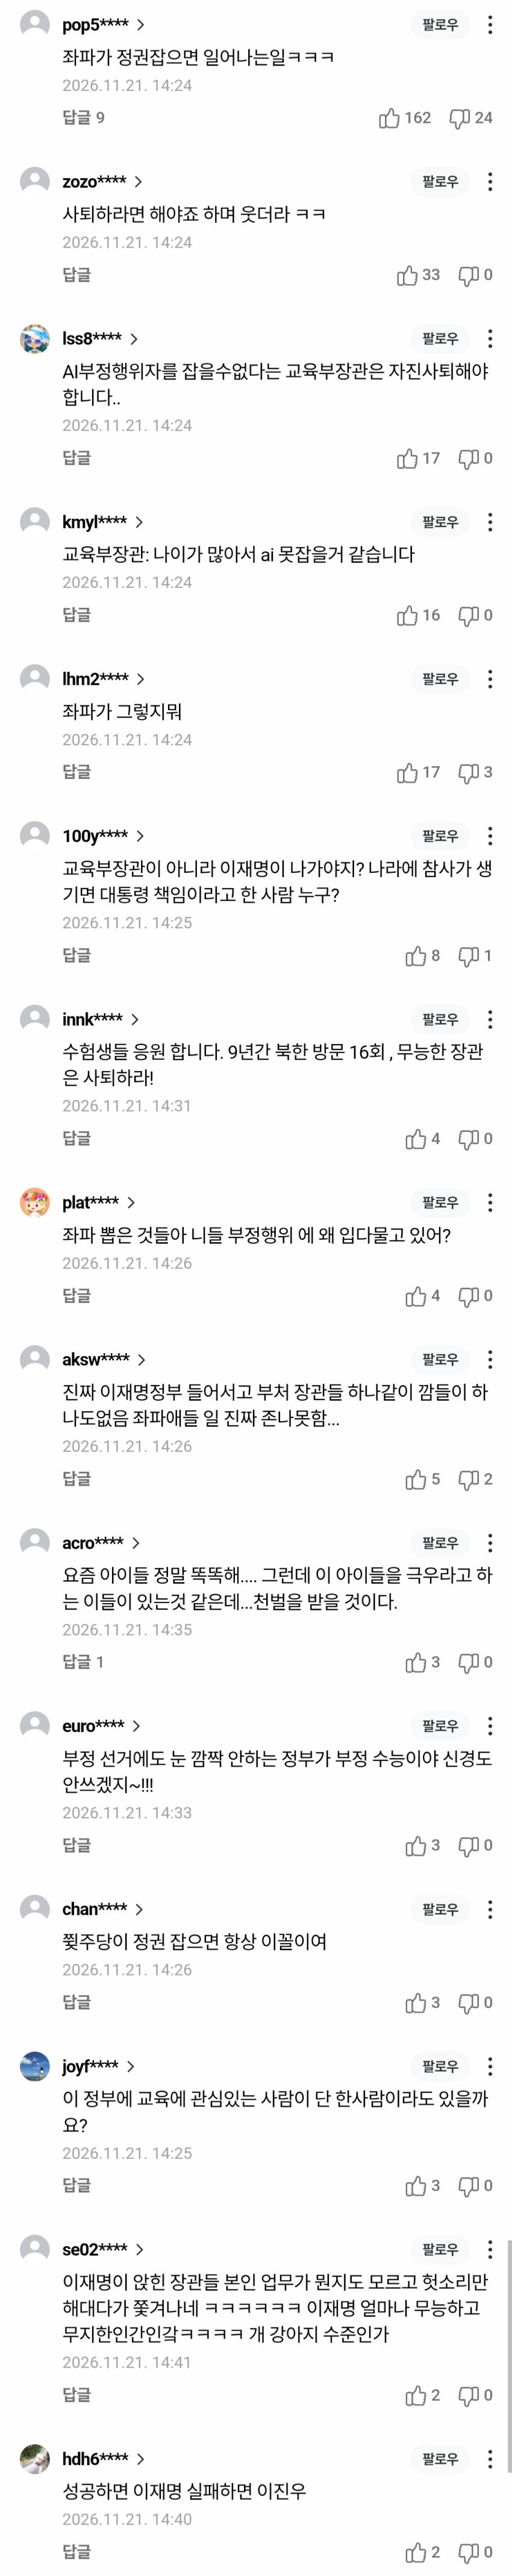 pop5**** >
팔로우
좌파가 정권잡으면 일어나는일ㅋㅋㅋ
2026.11.21. 14:24
답글 9
162 24
zozo**** >
팔로우
사퇴하라면 해야죠 하며 웃더라 ㅋㅋ
2026.11.21. 14:24
답글
33 0
lss8**** >
팔로우
AI부정행위자를 잡을수없다는 교육부장관은 자진사퇴해야
합니다..
2026.11.21. 14:24
답글
17 0
kmyl**** >
팔로우
교육부장관: 나이가 많아서 ai 못잡을거 같습니다
2026.11.21. 14:24
답글
16 0
lhm2**** >
팔로우
좌파가 그렇지뭐
2026.11.21. 14:24
답글
17 3
100y**** >
팔로우
교육부장관이 아니라 이재명이 나가야지? 나라에 참사가 생
기면 대통령 책임이라고 한 사람 누구?
2026.11.21. 14:25
답글
8 1
innk**** >
팔로우
수험생들 응원 합니다. 9년간 북한 방문 16회 , 무능한 장관
은 사퇴하라!
2026.11.21. 14:31
답글
4 0
plat**** >
팔로우
좌파 뽑은 것들아 니들 부정행위 에 왜 입다물고 있어?
2026.11.21. 14:26
답글
4 0
aksw**** >
팔로우
진짜 이재명정부 들어서고 부처 장관들 하나같이 깜들이 하
나도없음 좌파애들 일 진짜 존나못함...
2026.11.21. 14:26
답글
5 2
acro**** >
팔로우
요즘 아이들 정말 똑똑해.... 그런데 이 아이들을 극우라고 하
는 이들이 있는것 같은데...천벌을 받을 것이다.
2026.11.21. 14:35
답글 1
3 0
euro**** >
팔로우
부정 선거에도 눈 깜짝 안하는 정부가 부정 수능이야 신경도
안쓰겠지~!!!
2026.11.21. 14:33
답글
3 0
chan**** >
팔로우
쮖주당이 정권 잡으면 항상 이꼴이여
2026.11.21. 14:26
답글
3 0
joyf**** >
팔로우
이 정부에 교육에 관심있는 사람이 단 한사람이라도 있을까
요?
2026.11.21. 14:25
답글
3 0
se02**** >
팔로우
이재명이 앉힌 장관들 본인 업무가 뭔지도 모르고 헛소리만
해대다가 쫓겨나네 ㅋㅋㅋㅋㅋㅋ 이재명 얼마나 무능하고
무지한인간인갘ㅋㅋㅋㅋ 개 강아지 수준인가
2026.11.21. 14:41
답글
2 0
hdh6**** >
팔로우
성공하면 이재명 실패하면 이진우
2026.11.21. 14:40
답글
2 0